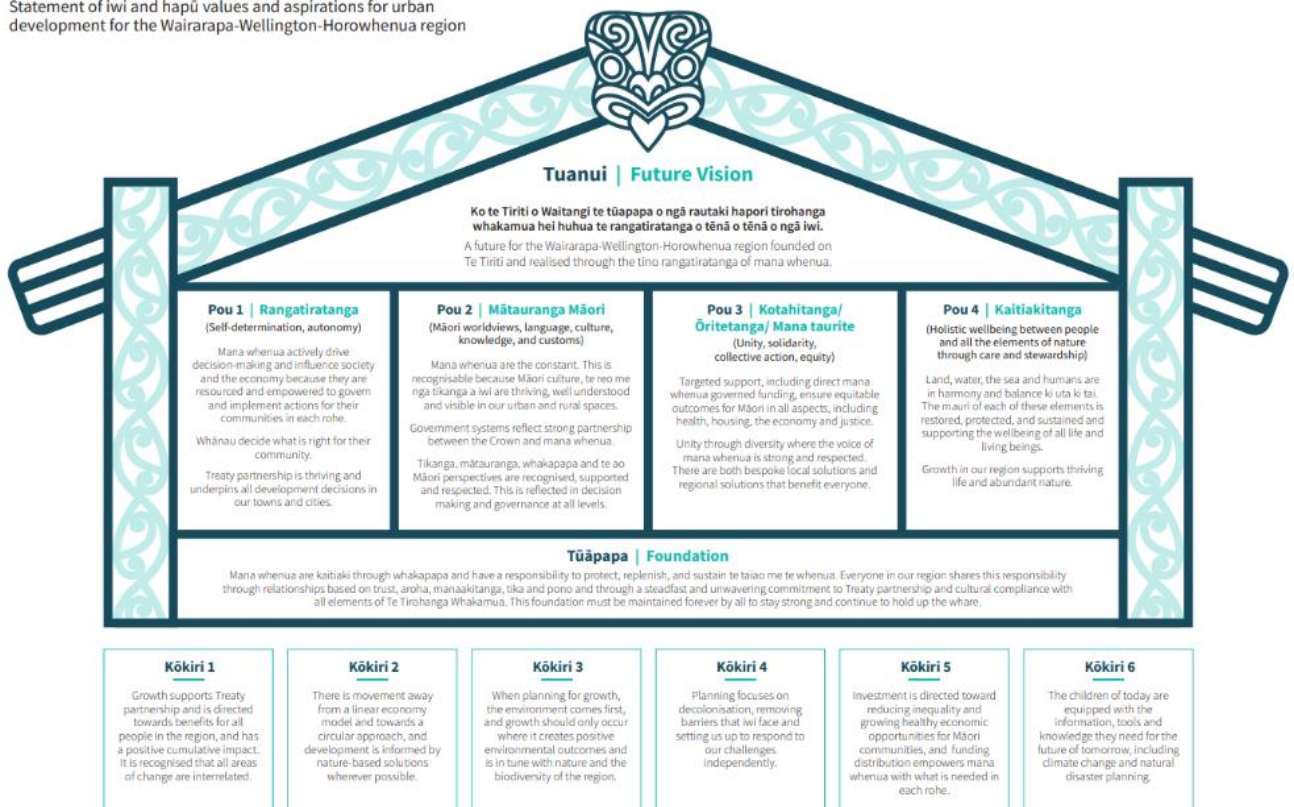 Statement of iwi and hapū values and aspirations for urban
development for the Wairarapa-Wellington-Horowhenua region
Tuanui | Future Vision
Ko te Tiriti o Waitangi te tūāpapa o ngā rautaki hapori tirohanga
whakamua hei huhua te rangatiratanga o tēnā o tēnā o ngā iwi.
A future for the Wairarapa-Wellington-Horowhenua region founded on
Te Tiriti and realised through the tino rangatiratanga of mana whenua.
Pou 1 | Rangatiratanga
(Self-determination, autonomy)
Mana whenua actively drive
decision-making and influence society
and the economy because they are
resourced and empowered to govern
and implement actions for their
communities in each rohe.
Whānau decide what is right for their
community.
Treaty partnership is thriving and
underpins all development decisions in
our towns and cities.
Pou 2 | Mātauranga Māori
(Māori worldviews, language, culture,
knowledge, and customs)
Mana whenua are the constant. This is
recognisable because Māori culture, te reo me
nga tikanga a iwi are thriving, well understood
and visible in our urban and rural spaces.
Government systems reflect strong partnership
between the Crown and mana whenua.
Tikanga, mātauranga, whakapapa and te ao
Māori perspectives are recognised, supported
and respected. This is reflected in decision
making and governance at all levels.
Pou 3 | Kotahitanga/
Ōritetanga/ Mana taurite
(Unity, solidarity,
collective action, equity)
Targeted support, including direct mana
whenua governed funding, ensure equitable
outcomes for Māori in all aspects, including
health, housing, the economy and justice.
Unity through diversity where the voice of
mana whenua is strong and respected.
There are both bespoke local solutions and
regional solutions that benefit everyone.
Pou 4 | Kaitiakitanga
(Holistic wellbeing between people
and all the elements of nature
through care and stewardship)
Land, water, the sea and humans are
in harmony and balance ki uta ki tai.
The mauri of each of these elements is
restored, protected, and sustained and
supporting the wellbeing of all life and
living beings.
Growth in our region supports thriving
life and abundant nature.
Tūāpapa | Foundation
Mana whenua are kaitiaki through whakapapa and have a responsibility to protect, replenish, and sustain te taiao me te whenua. Everyone in our region shares this responsibility
through relationships based on trust, aroha, manaakitanga, tika and pono and through a steadfast and unwavering commitment to Treaty partnership and cultural compliance with
all elements of Te Tirohanga Whakamua. This foundation must be maintained forever by all to stay strong and continue to hold up the whare.
Kōkiri 1
Growth supports Treaty
partnership and is directed
towards benefits for all
people in the region, and has
a positive cumulative impact.
It is recognised that all areas
of change are interrelated.
Kōkiri 2
There is movement away
from a linear economy
model and towards a
circular approach, and
development is informed by
nature-based solutions
wherever possible.
Kōkiri 3
When planning for growth,
the environment comes first,
and growth should only occur
where it creates positive
environmental outcomes and
is in tune with nature and the
biodiversity of the region.
Kōkiri 4
Planning focuses on
decolonisation, removing
barriers that iwi face and
setting us up to respond to
our challenges
independently.
Kōkiri 5
Investment is directed toward
reducing inequality and
growing healthy economic
opportunities for Māori
communities, and funding
distribution empowers mana
whenua with what is needed in
each rohe.
Kōkiri 6
The children of today are
equipped with the
information, tools and
knowledge they need for the
future of tomorrow, including
climate change and natural
disaster planning.